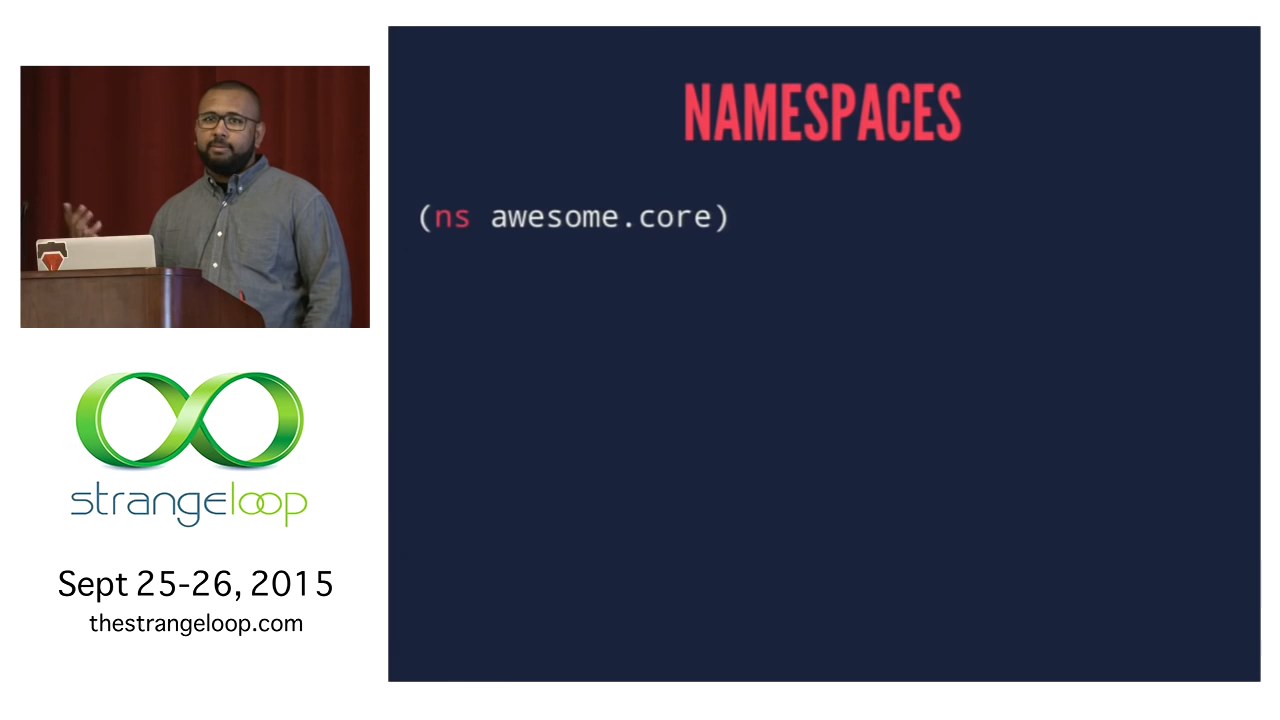 NAMESPACES
(ns awesome.core)
strangeloop
Sept 25-26, 2015
thestrangeloop.com